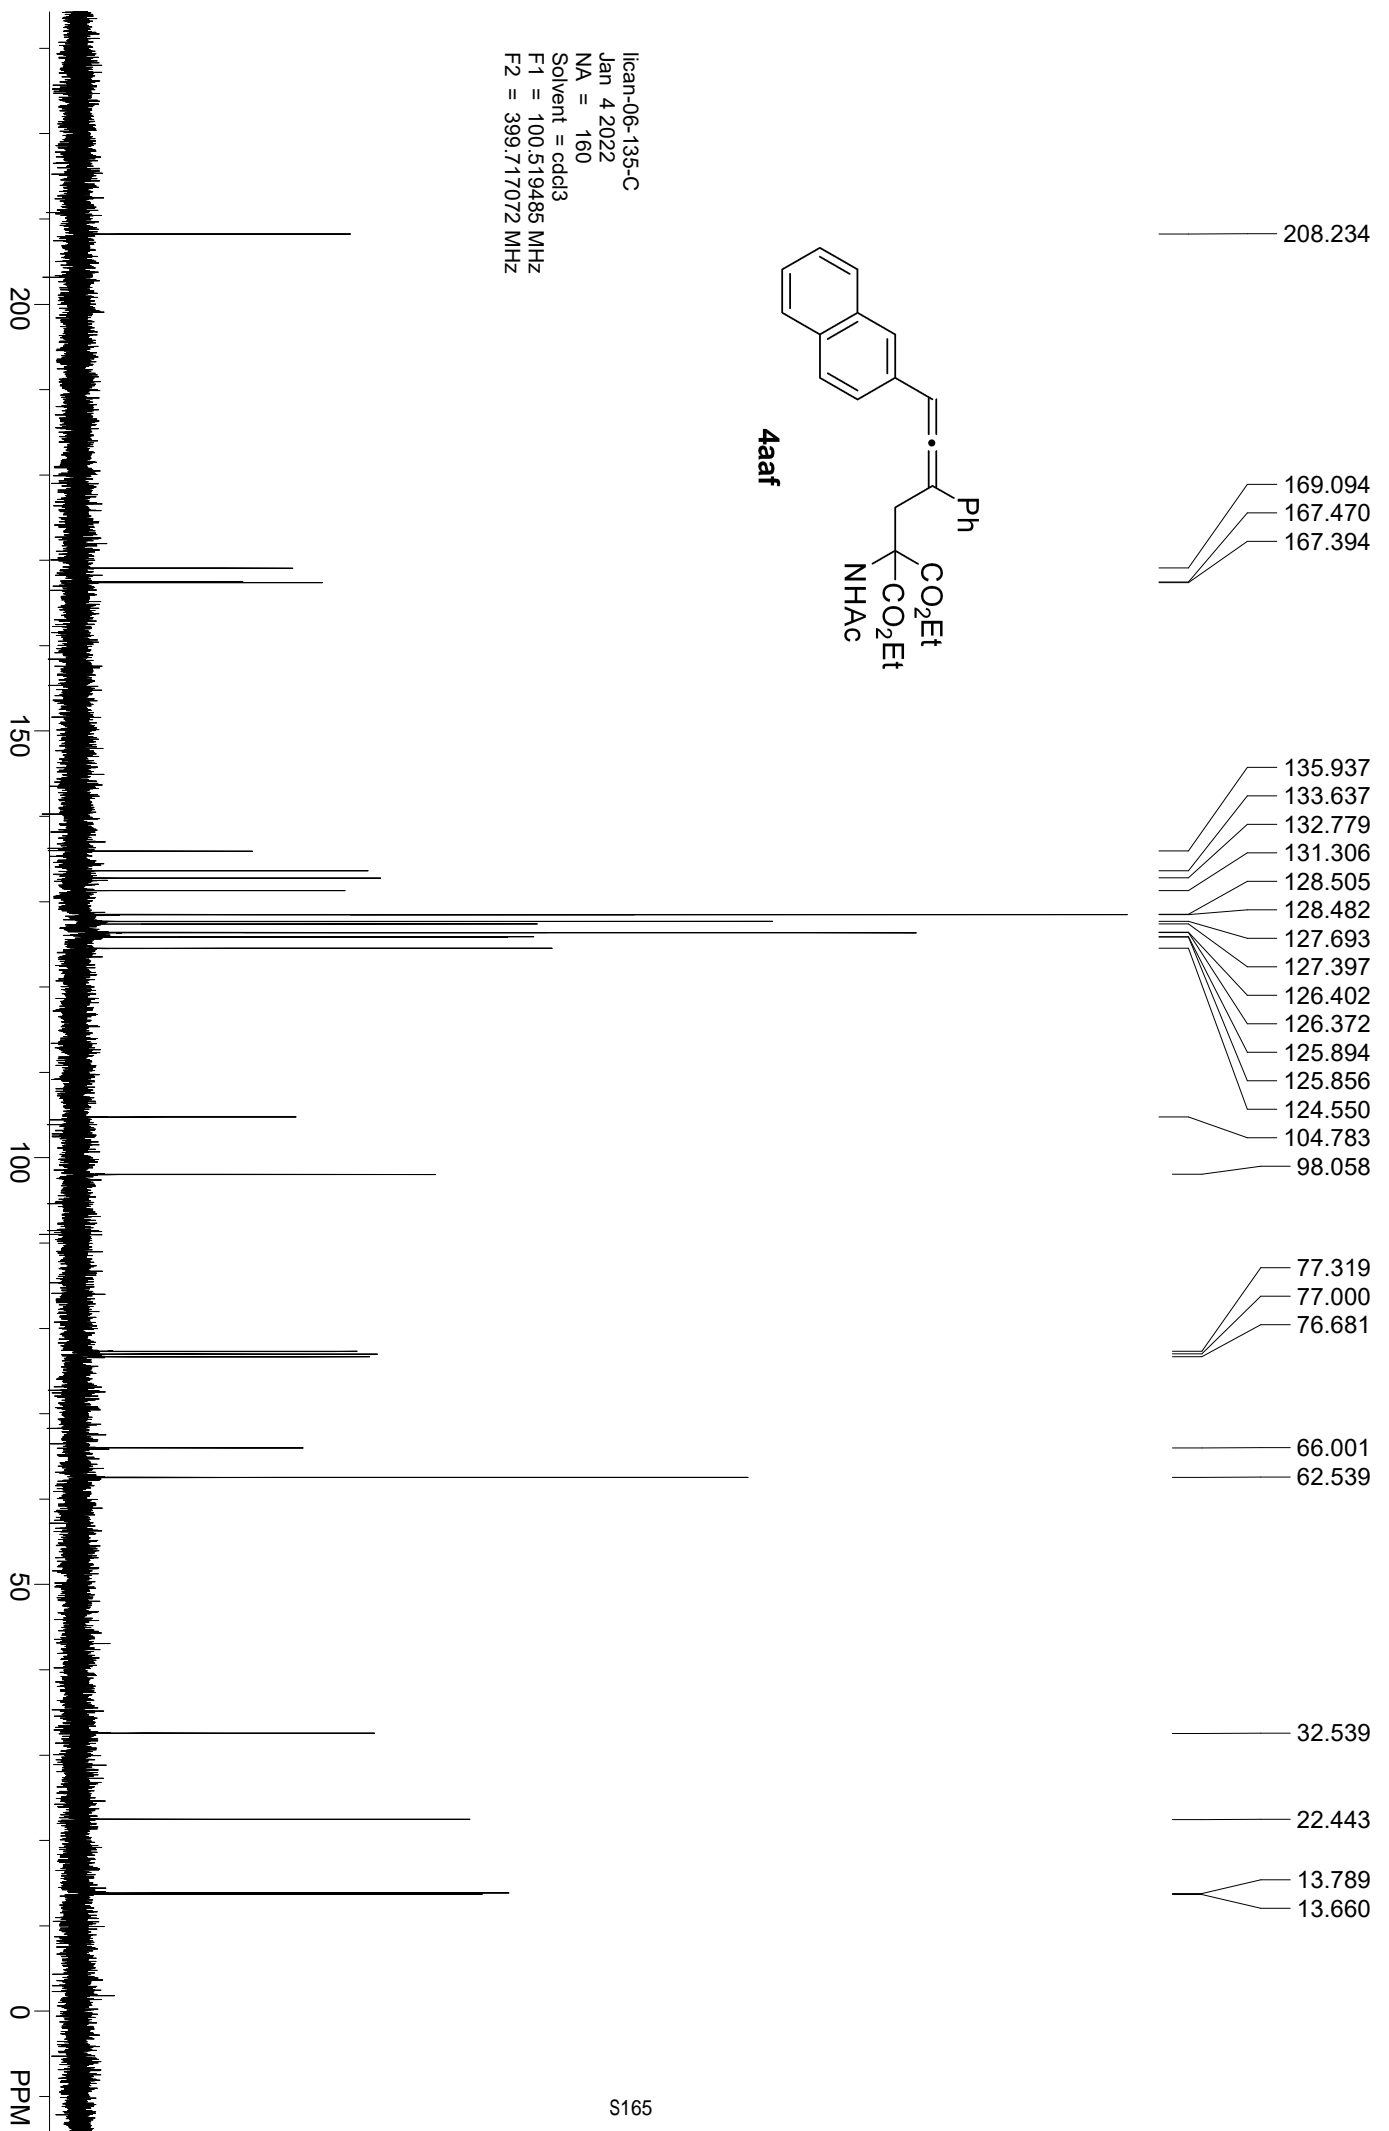 lican-06-135-C
Jan 4 2022
NA = 160
Solvent = cdcl3
F1 = 100.519485 MHz
F2 = 399.717072 MHz
Ph
CO2Et
CO2Et
NHAc
4aaf
208.234
169.094
167.470
167.394
135.937
133.637
132.779
131.306
128.505
128.482
127.693
127.397
126.402
126.372
125.894
125.856
124.550
104.783
98.058
77.319
77.000
76.681
66.001
62.539
32.539
22.443
13.789
13.660
200
150
100
50
0
PPM
S165